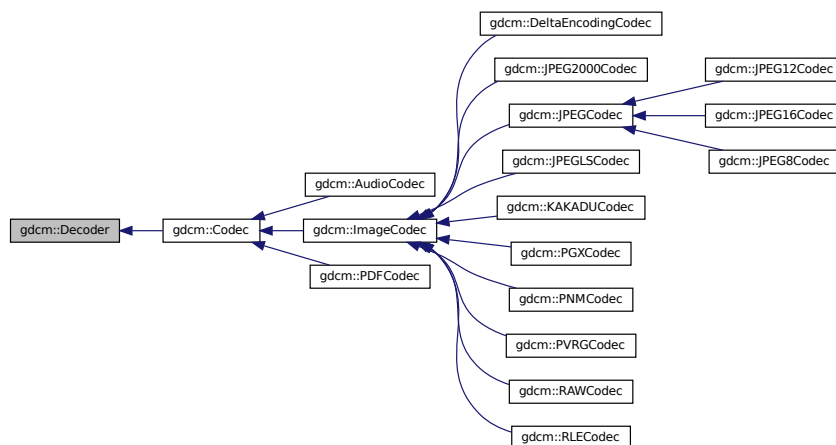 gdcm::DeltaEncodingCodec
gdcm::JPEG2000Codec
gdcm::JPEG12Codec
gdcm::JPEGCodec
gdcm::JPEG16Codec
gdcm::JPEGLSCodec
gdcm::JPEG8Codec
gdcm::AudioCodec
gdcm::KAKADUCodec
gdcm::Decoder
gdcm::Codec
gdcm::ImageCodec
gdcm::PGXCodec
gdcm::PDFCodec
gdcm::PNMCodec
gdcm::PVRGCodec
gdcm::RAWCodec
gdcm::RLECodec